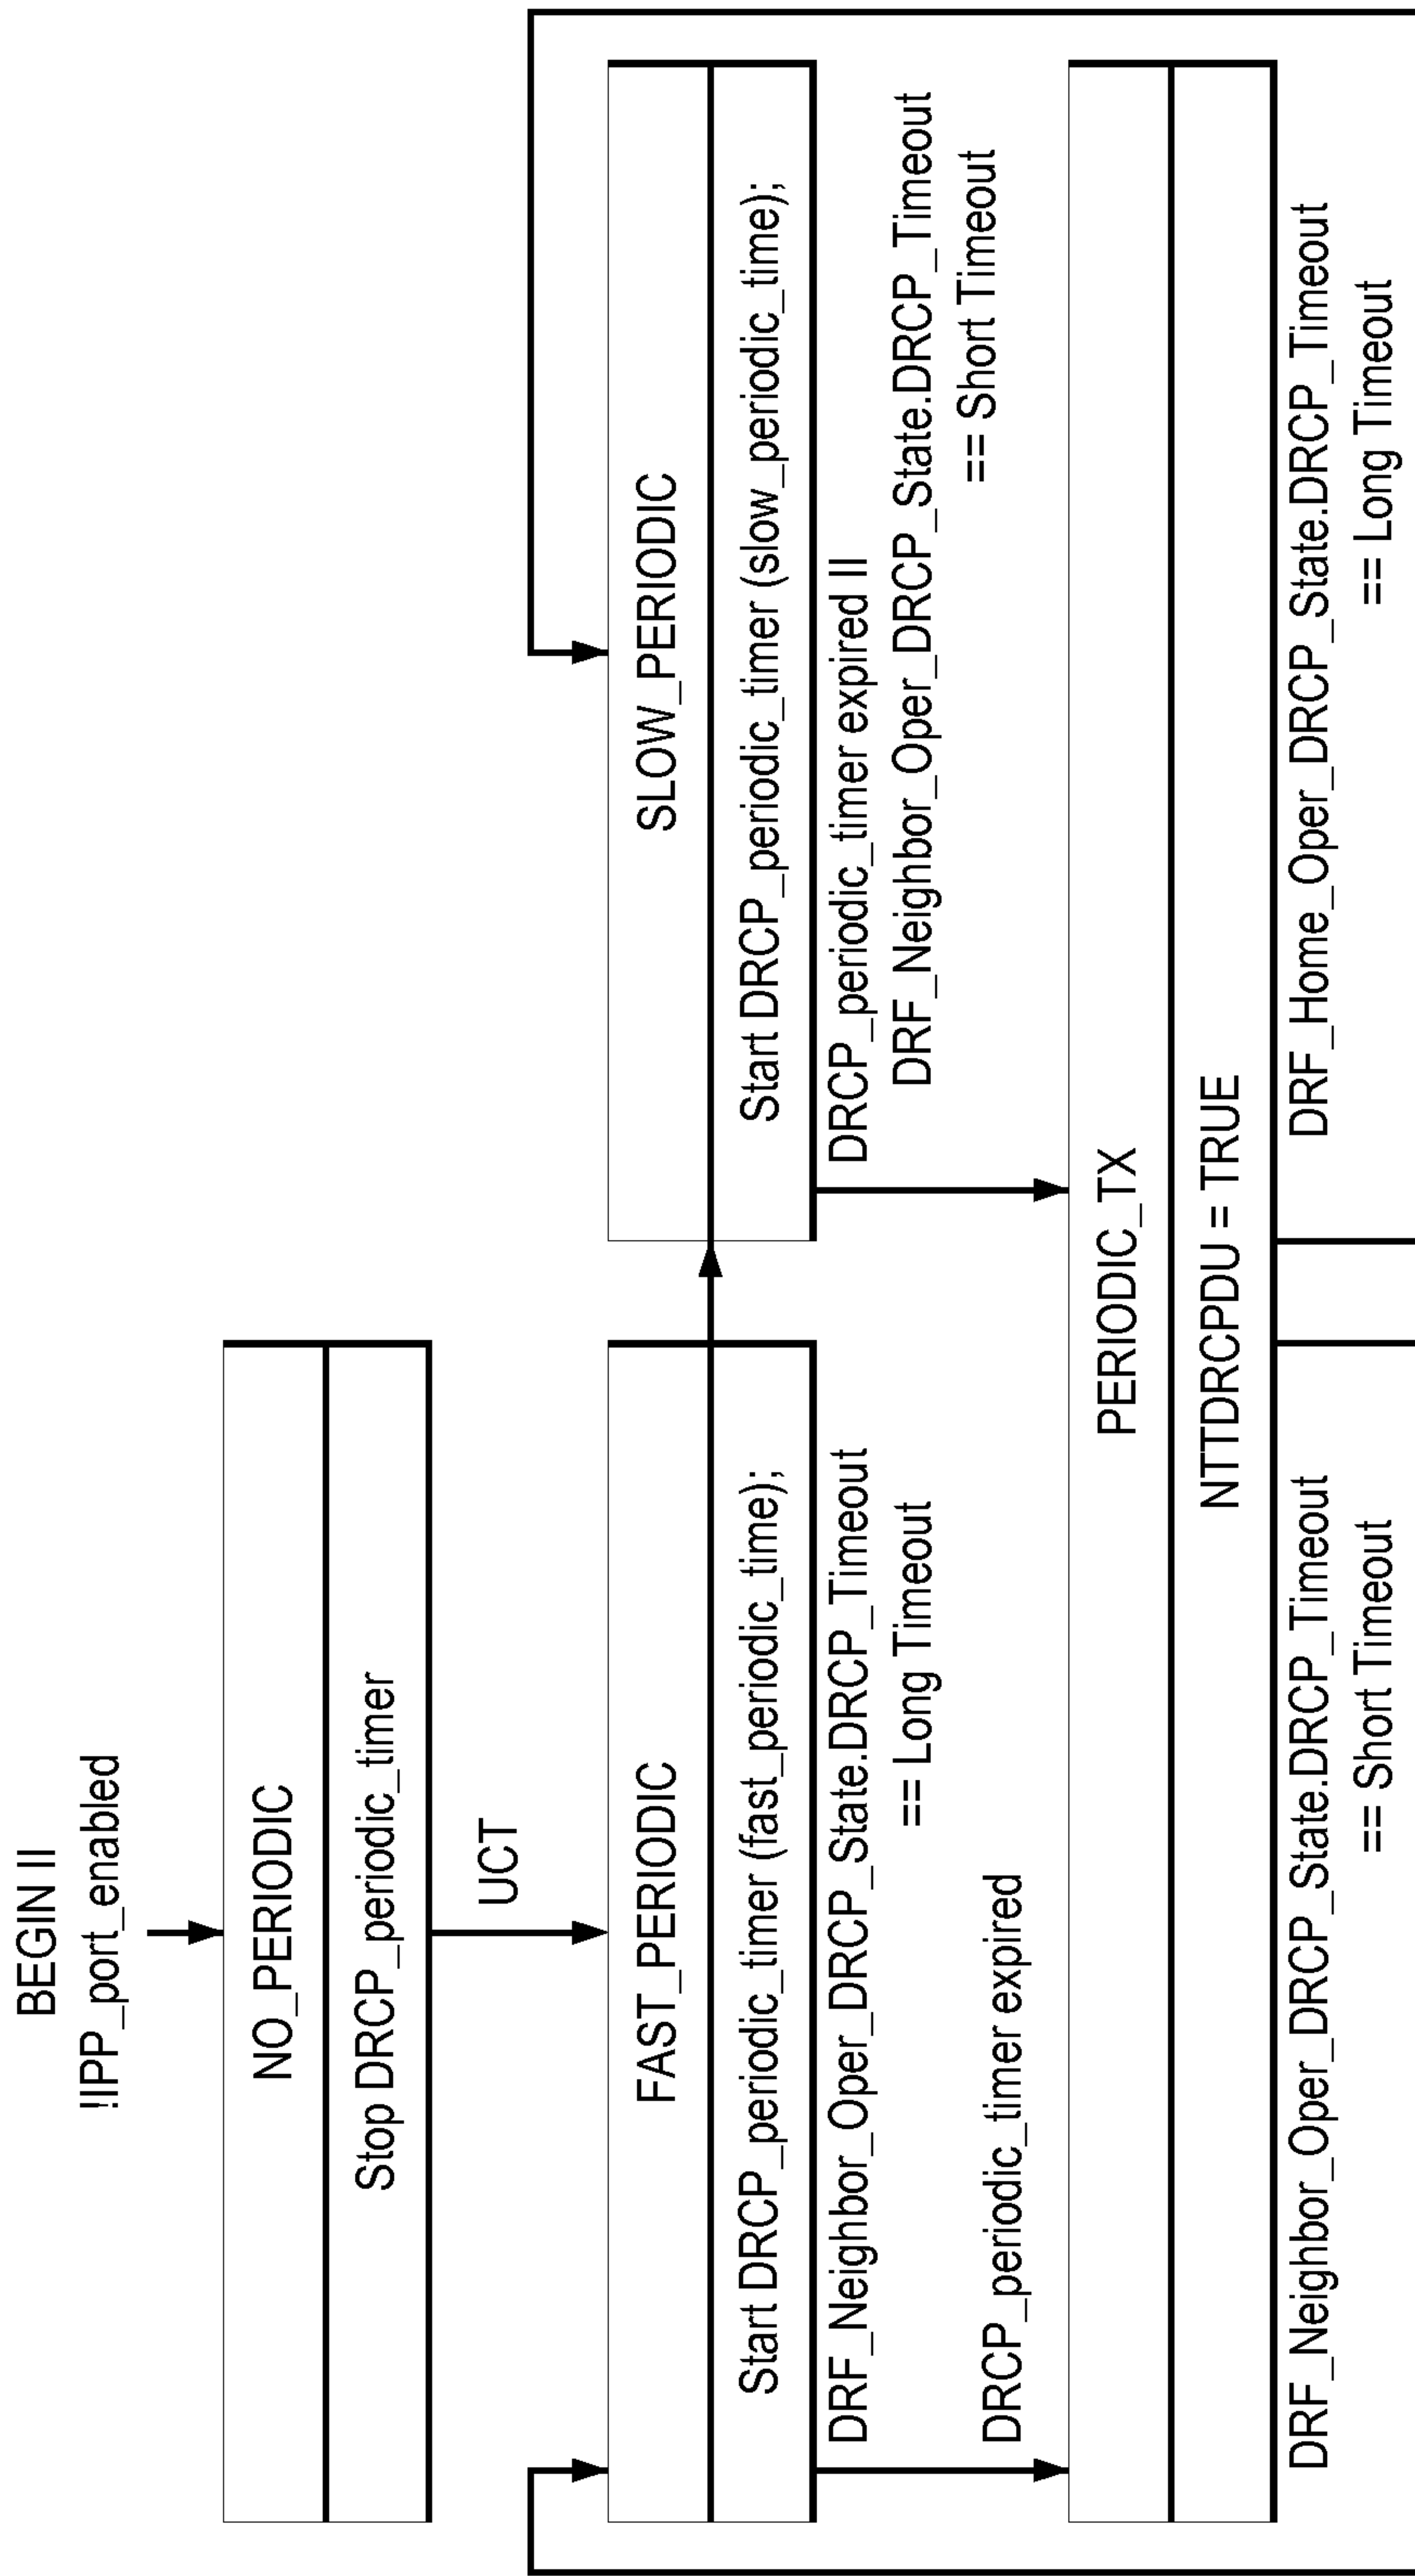 BEGIN II
!IPP_port_enabled
NO_PERIODIC
Stop DRCP_periodic_timer
UCT
FAST_PERIODIC
Start DRCP_periodic_timer (fast_periodic_time);
SLOW_PERIODIC
Start DRCP_periodic_timer (slow_periodic_time);
DRF_Neighbor_Oper_DRCP_State.DRCP_Timeout
== Long Timeout
DRCP_periodic_timer expired
DRCP_periodic_timer expired II
DRF_Neighbor_Oper_DRCP_State.DRCP_Timeout
== Short Timeout
PERIODIC_TX
NTTDRCPDU = TRUE
DRF_Neighbor_Oper_DRCP_State.DRCP_Timeout
== Short Timeout
DRF_Home_Oper_DRCP_State.DRCP_Timeout
== Long Timeout